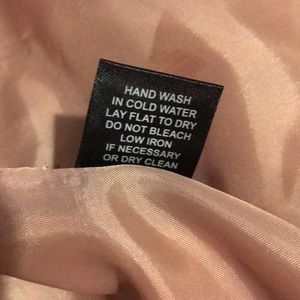 HAND WASH
IN COLD WATER
LAY FLAT TO DRY
DO NOT BLEACH
LOW IRON
IF NECESSARY
OR DRY CLEAN